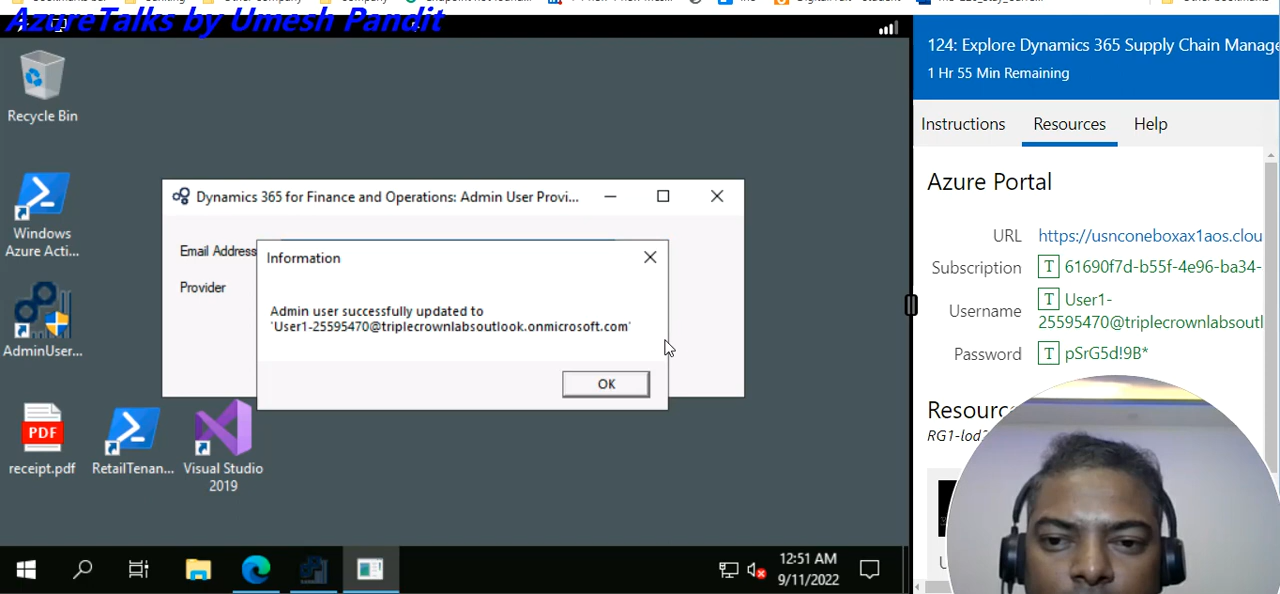 AzureTalks by Umesh Pandit
Recycle Bin
Windows
Azure Acti...
AdminUser...
PDF
receipt.pdf
RetailTenan...
Visual Studio
2019
Dynamics 365 for Finance and Operations: Admin User Provi...
Email Address
Provider
Information
Admin user successfully updated to
'User1-25595470@triplecrownlabsoutlook.onmicrosoft.com'
OK
12:51 AM
9/11/2022
124: Explore Dynamics 365 Supply Chain Manage
1 Hr 55 Min Remaining
Instructions Resources Help
Azure Portal
URL https://usnconeboxax1aos.clou
Subscription T 61690f7d-b55f-4e96-ba34-
Username T User1-
25595470@triplecrownlabsoutl
Password T pSrG5d!9B*
Resourc